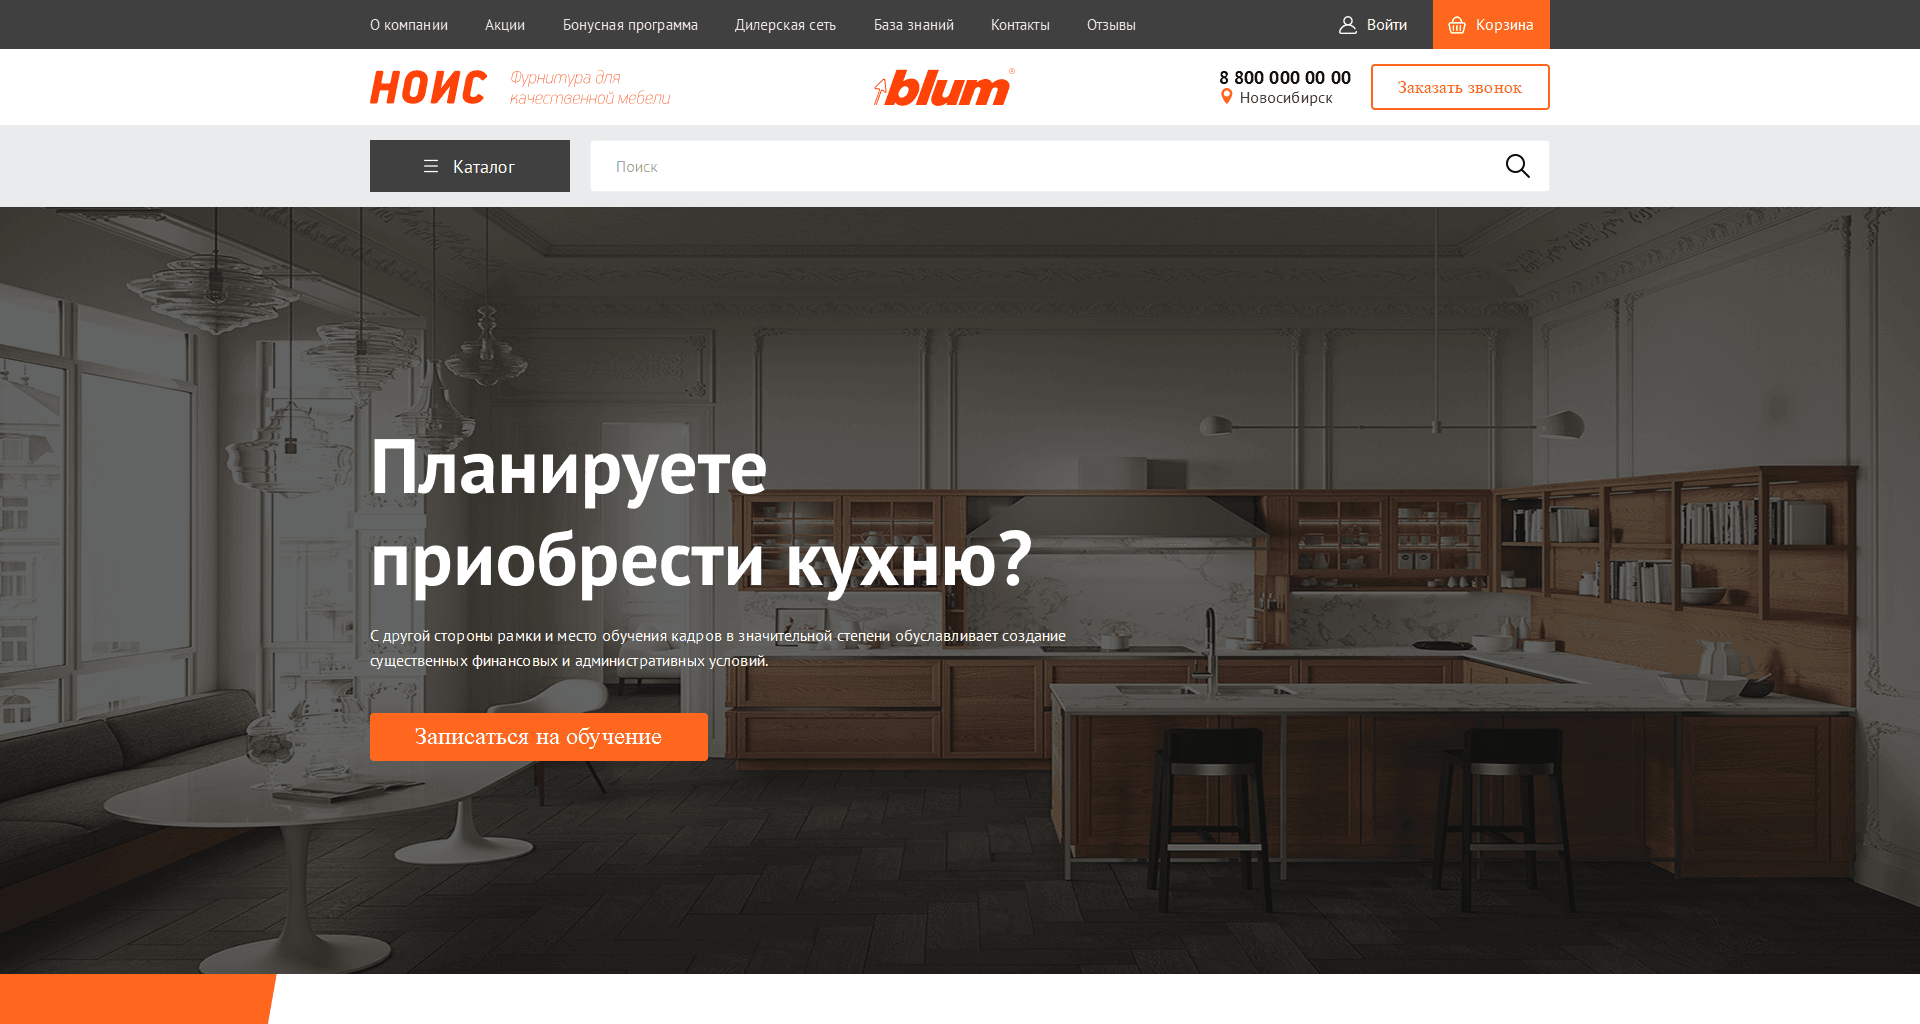 О компании Акции Бонусная программа Дилерская сеть База знаний Контакты Отзывы Войти Корзина
НОИС Фурнитура для качественной мебели blum® 8 800 000 00 00 Новосибирск Заказать звонок
Каталог Поиск
Планируете
приобрести кухню?
С другой стороны рамки и место обучения кадров в значительной степени обуславливает создание
существенных финансовых и административных условий.
Записаться на обучение